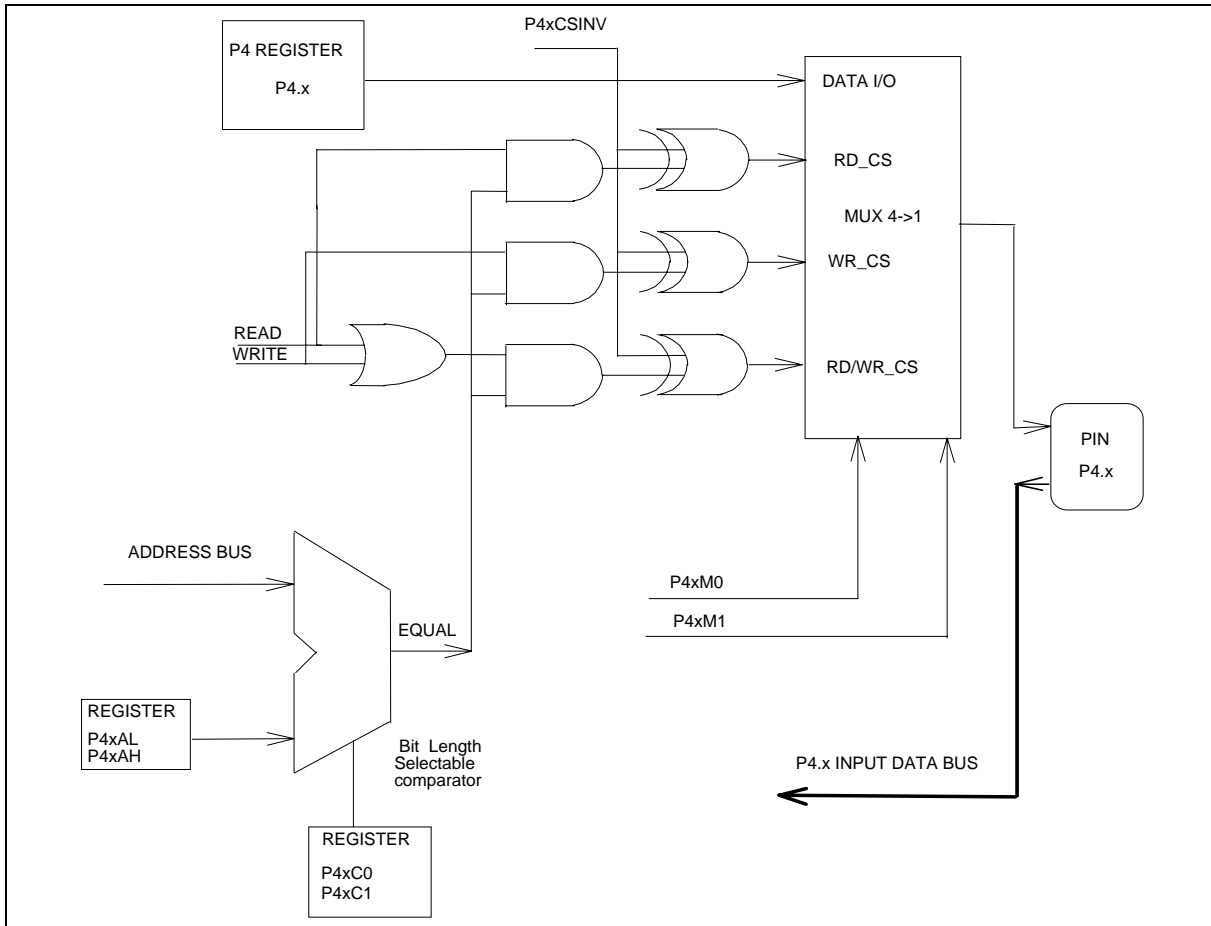 P4xCSINV
P4 REGISTER
P4.x
DATA I/O
RD_CS
MUX 4->1
WR_CS
READ
WRITE
RD/WR_CS
PIN
P4.x
ADDRESS BUS
P4xM0
EQUAL
P4xM1
REGISTER
P4xAL
P4xAH
Bit Length
Selectable
comparator
P4.x INPUT DATA BUS
REGISTER
P4xC0
P4xC1